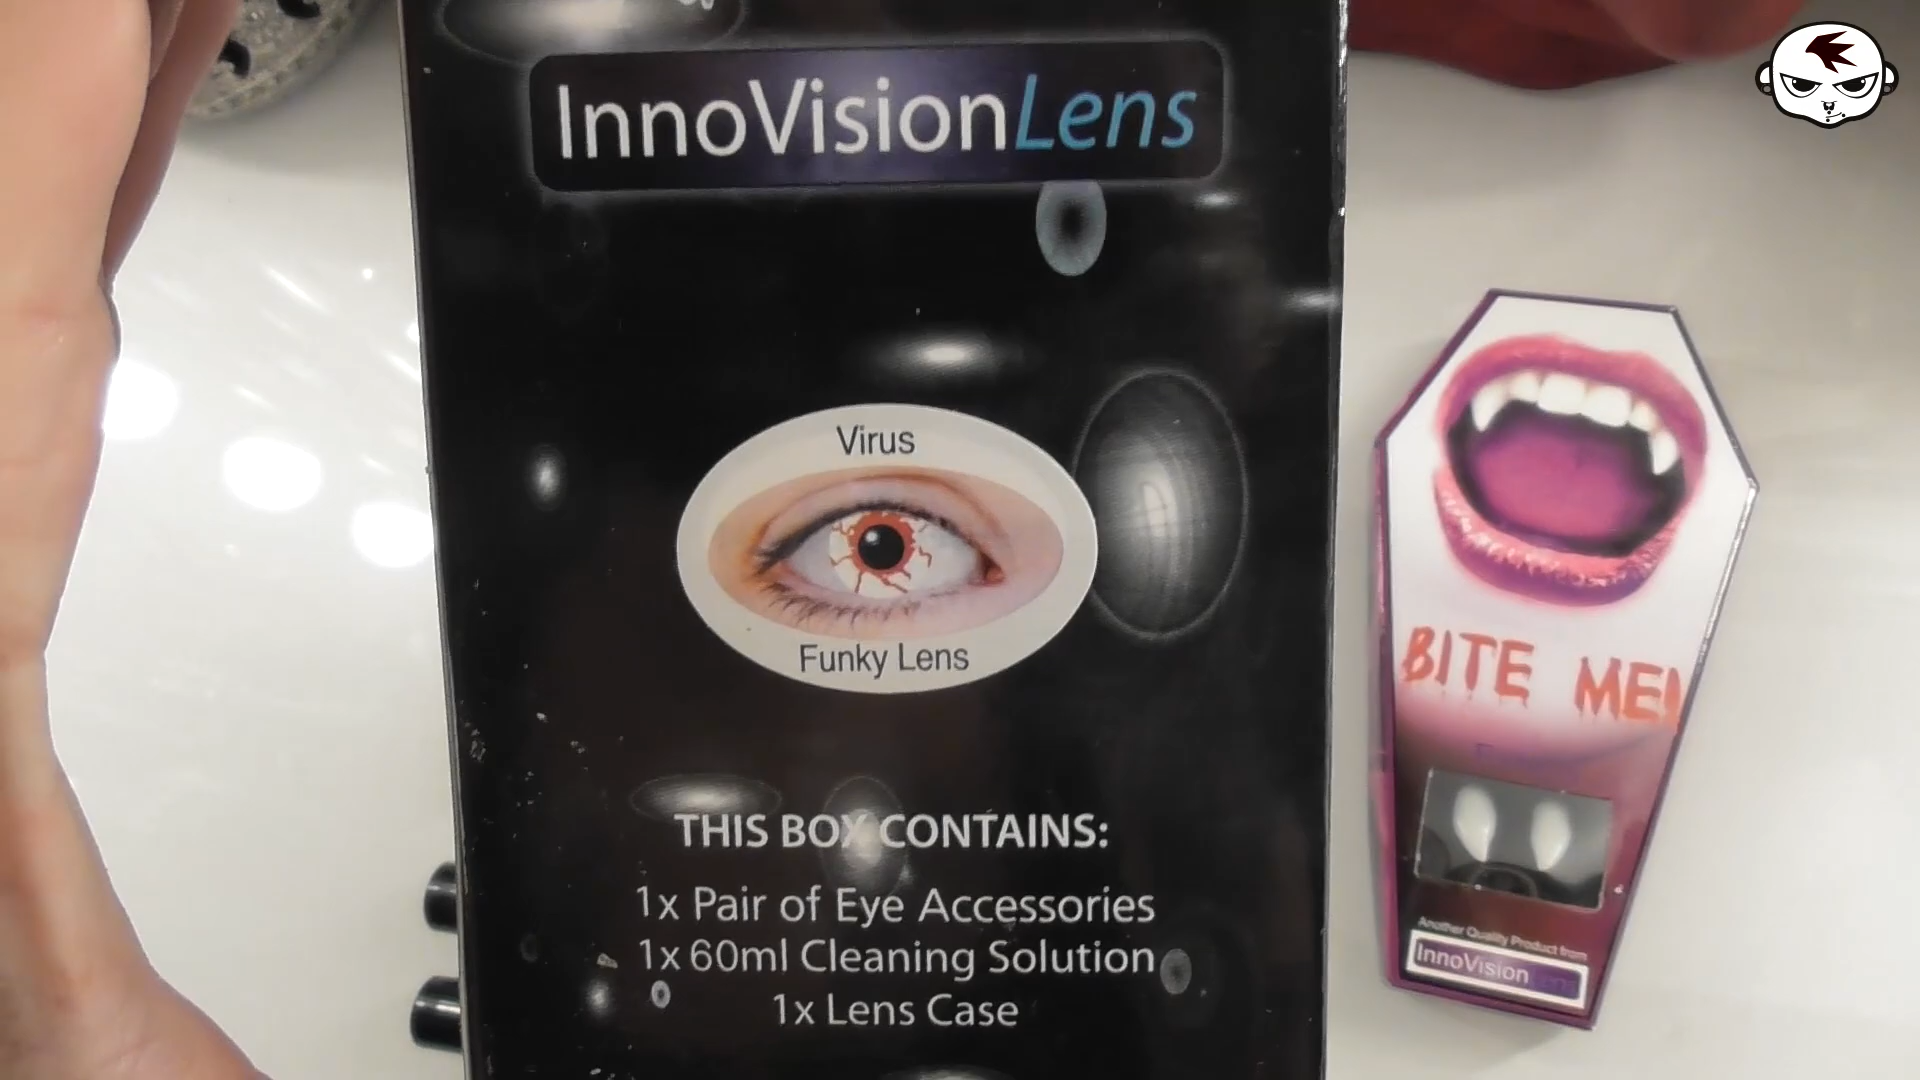 InnoVisionLens
Virus
Funky Lens
THIS BOX CONTAINS:
1x Pair of Eye Accessories
1x 60ml Cleaning Solution
1x Lens Case
BITE ME!
Another Quality Product from
InnoVisionLens